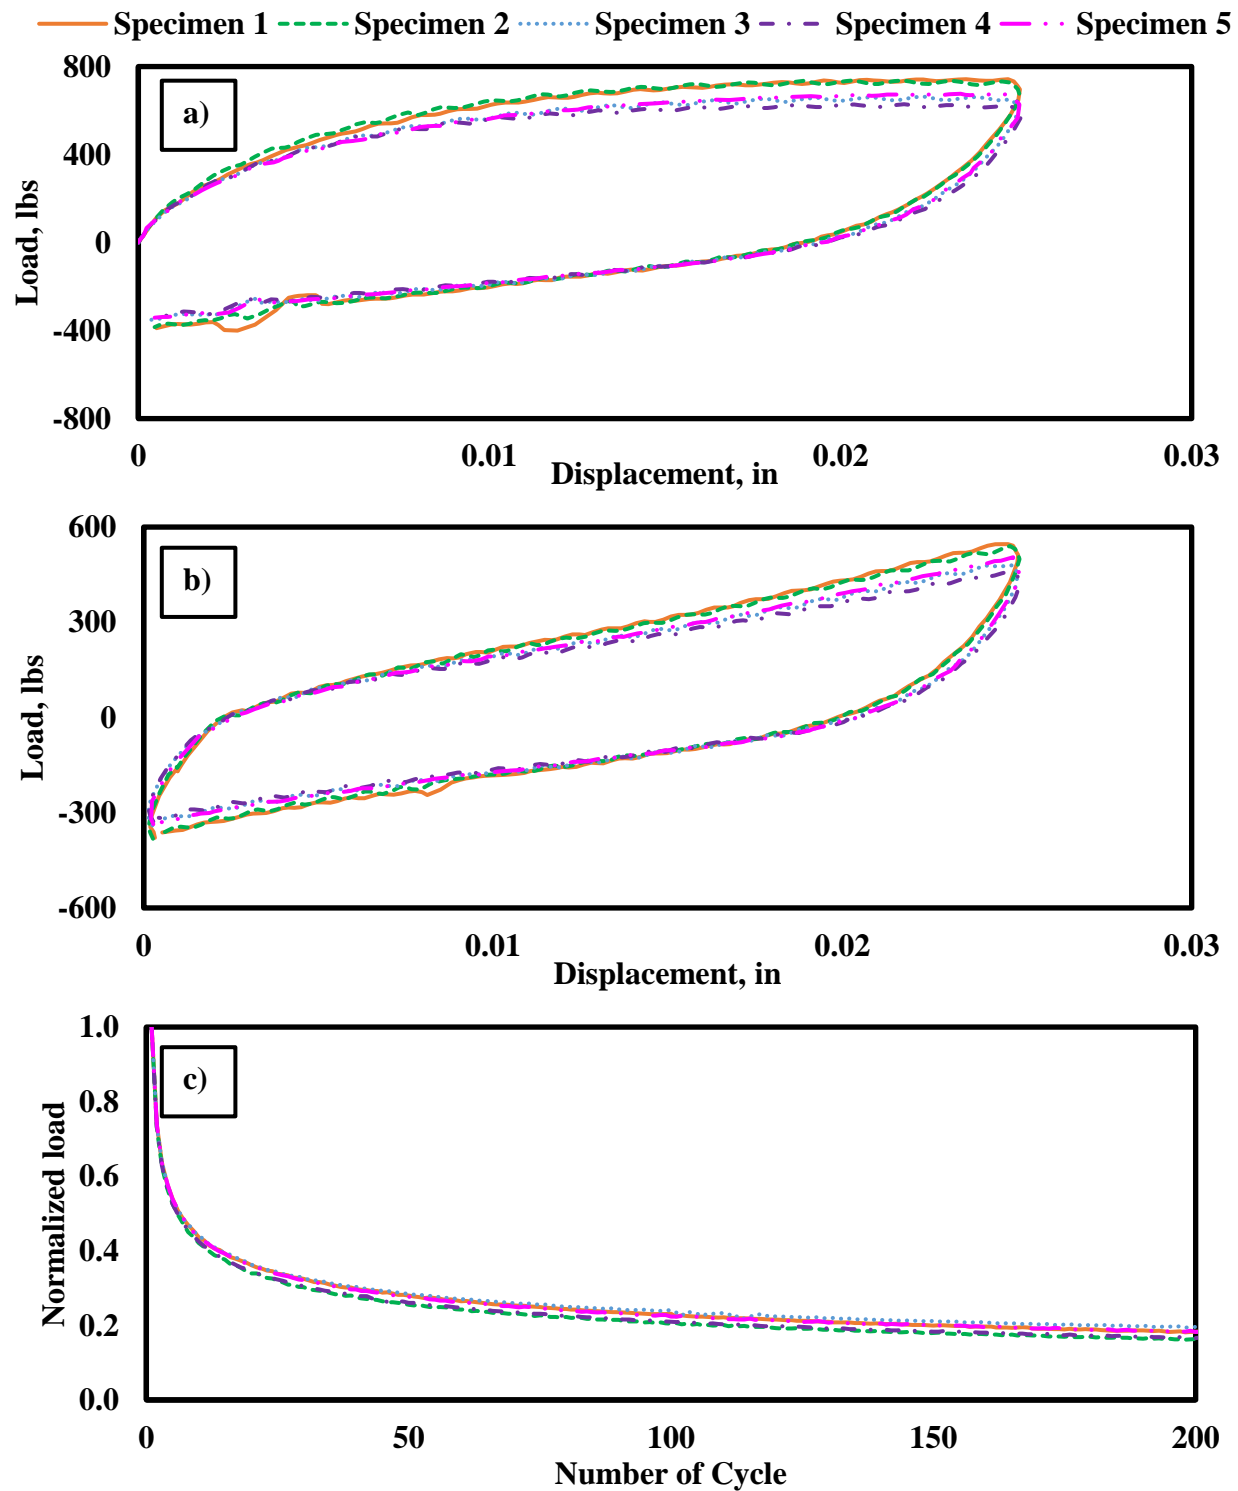 Specimen 1 Specimen 2 Specimen 3 Specimen 4 Specimen 5
800
a)
400
0
-400
-800
Load, lbs
0 0.01 0.02 0.03
Displacement, in
600
b)
300
0
-300
-600
Load, lbs
0 0.01 0.02 0.03
Displacement, in
1.0
c)
0.8
0.6
0.4
0.2
0.0
Normalized load
0 50 100 150 200
Number of Cycle